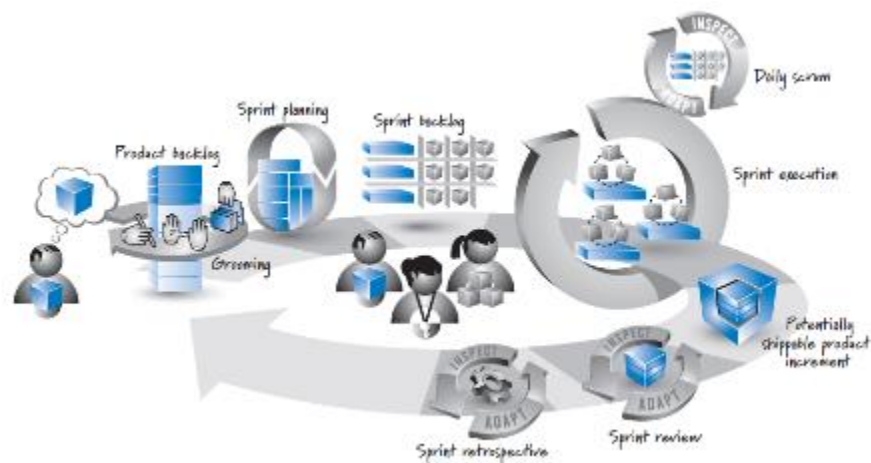 INSPECT
ADAPT
Daily scrum
Sprint planning
Sprint backlog
Product backlog
Sprint execution
Grooming
Potentially
shippable product
increment
INSPECT
ADAPT
INSPECT
ADAPT
Sprint retrospective
Sprint review